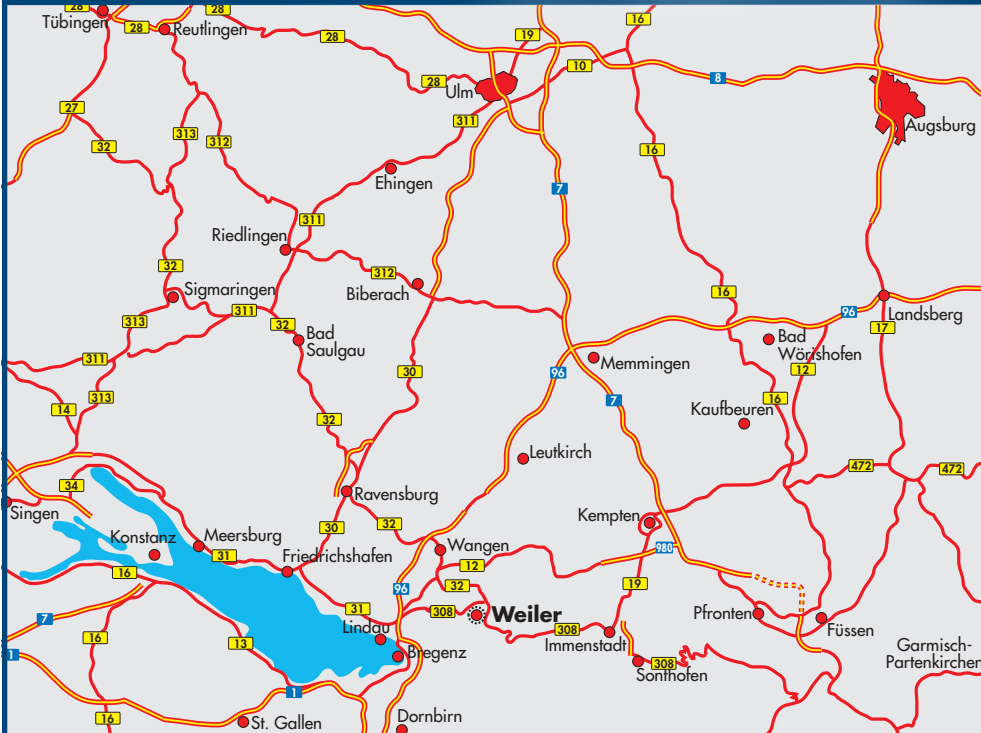 28
28
16
Tübingen
28
Reutlingen
28
19
10
8
28
Ulm
27
313
312
311
Augsburg
32
16
Ehingen
7
311
Riedlingen
32
312
Sigmaringen
Biberach
16
311
96
Landsberg
313
32
17
Bad
Saulgau
Bad
Wörishofen
311
Memmingen
12
30
96
313
7
16
14
Kaufbeuren
32
Leutkirch
472
472
34
Ravensburg
Singen
Kempten
30
32
Konstanz
Meersburg
Wangen
31
Friedrichshafen
12
980
16
32
19
96
31
308
Weiler
Pfronten
7
Lindau
308
Füssen
16
13
Immenstadt
Bregenz
Garmisch-
Partenkirchen
1
308
Sonthofen
1
16
St. Gallen
Dornbirn